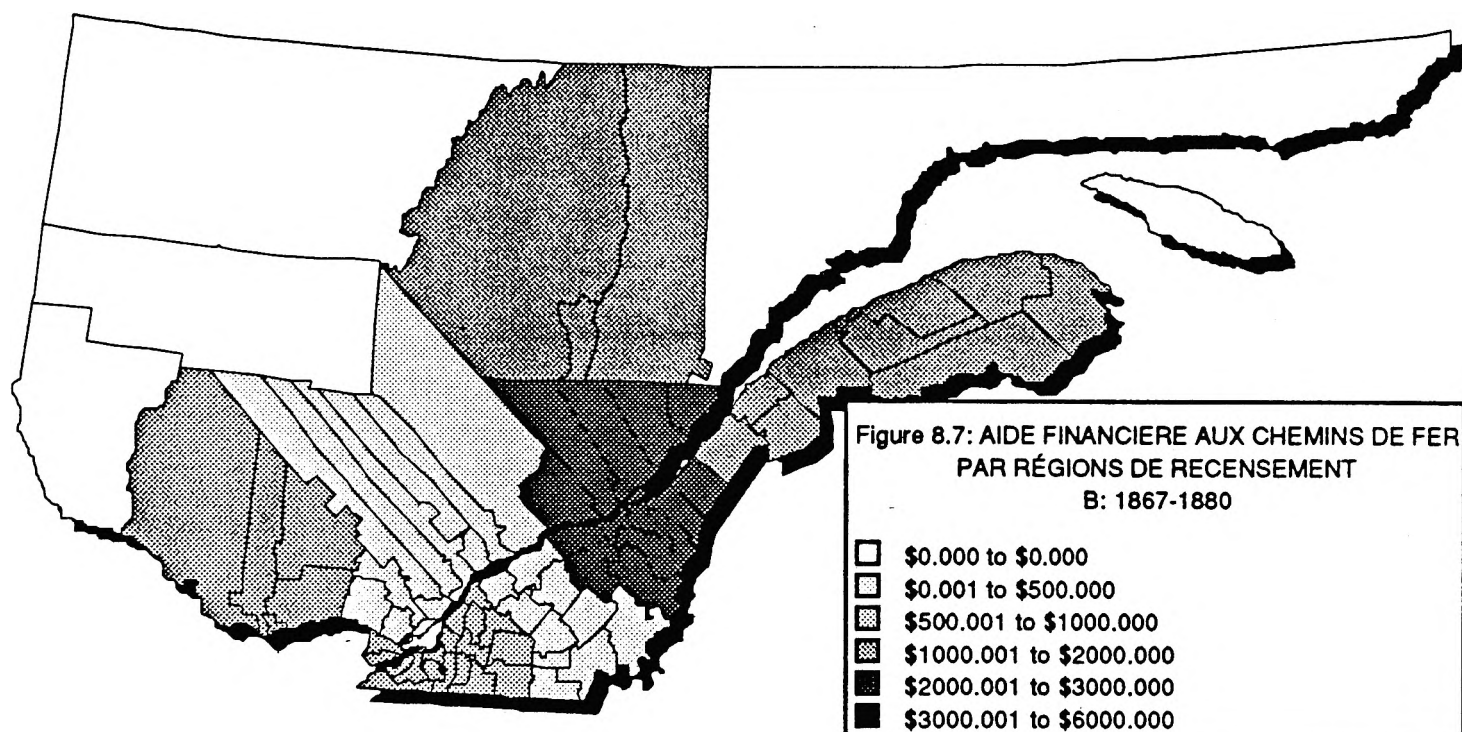 Figure 8.7: AIDE FINANCIERE AUX CHEMINS DE FER
PAR RÉGIONS DE RECENSEMENT
B: 1867-1880
$0.000 to $0.000
$0.001 to $500.000
$500.001 to $1000.000
$1000.001 to $2000.000
$2000.001 to $3000.000
$3000.001 to $6000.000